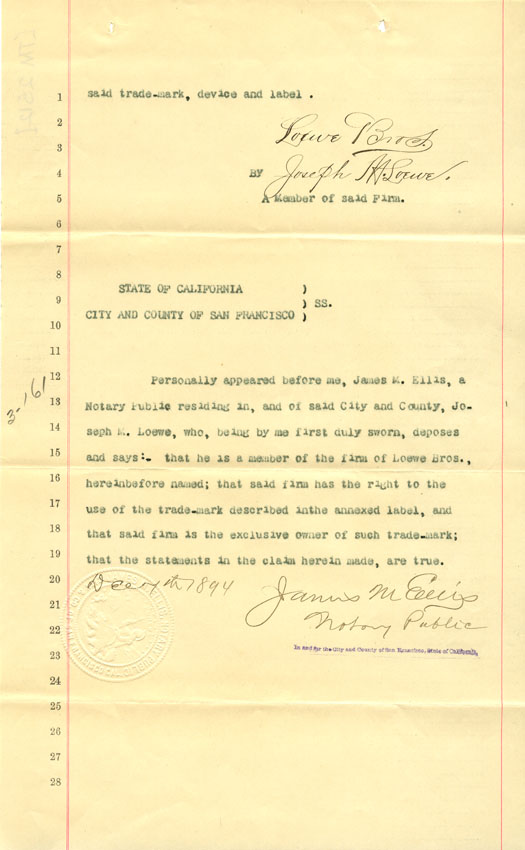 1 said trade-mark, device and label .
2
Loewe Bros.
3
4 BY Joseph H. Loewe.
5 A Member of said Firm.
6
7
8
STATE OF CALIFORNIA )
9 ) SS.
CITY AND COUNTY OF SAN FRANCISCO )
10
11
12 Personally appeared before me, James M. Ellis, a
3-161
13 Notary Public residing in, and of said City and County, Jo-
14 seph M. Loewe, who, being by me first duly sworn, deposes
15 and says:- that he is a member of the firm of Loewe Bros.,
16 hereinbefore named; that said firm has the right to the
17 use of the trade-mark described inthe annexed label, and
18 that said firm is the exclusive owner of such trade-mark;
19 that the statements in the claim herein made, are true.
20 Dec 1894
21 James M Ellis
22 Notary Public
23 In and for the City and County of San Francisco, State of California.
24
25
26
27
28